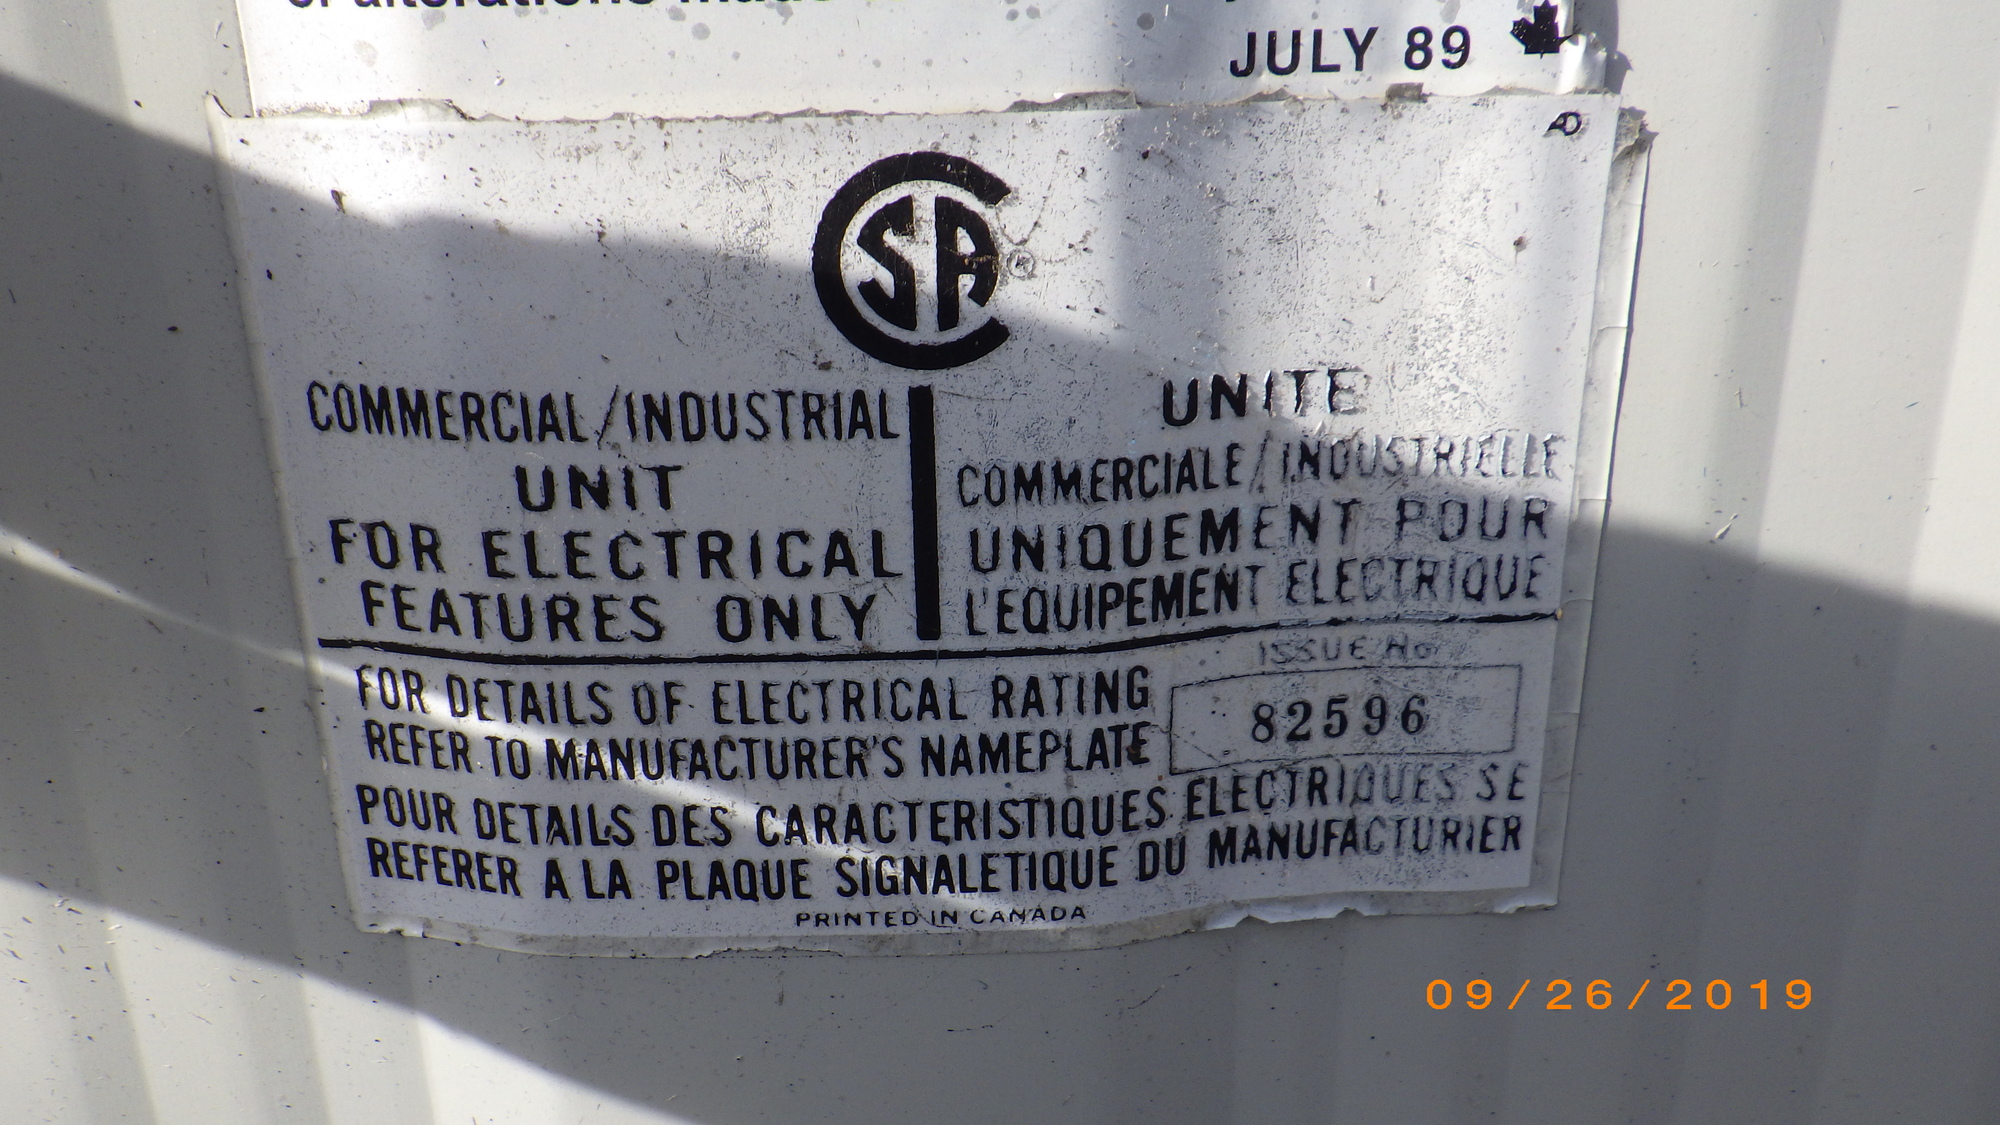 JULY 89
CSA
COMMERCIAL/INDUSTRIAL
UNIT
FOR ELECTRICAL
FEATURES ONLY
UNITE
COMMERCIALE/INDUSTRIELLE
UNIQUEMENT POUR
L'EQUIPEMENT ELECTRIQUE
FOR DETAILS OF ELECTRICAL RATING
REFER TO MANUFACTURER'S NAMEPLATE
ISSUE No
82596
POUR DETAILS DES CARACTERISTIQUES ELECTRIQUES SE
REFERER A LA PLAQUE SIGNALETIQUE DU MANUFACTURIER
PRINTED IN CANADA
09/26/2019